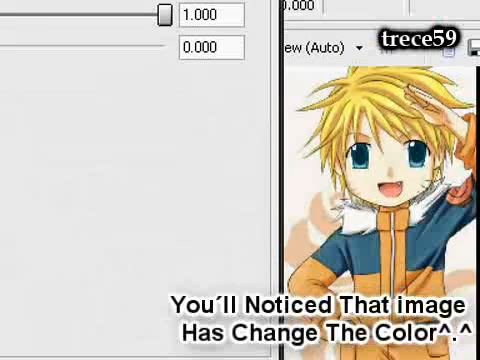 0.000
1.000
ew (Auto)
trece59
0.000
You´ll Noticed That image
Has Change The Color^.^